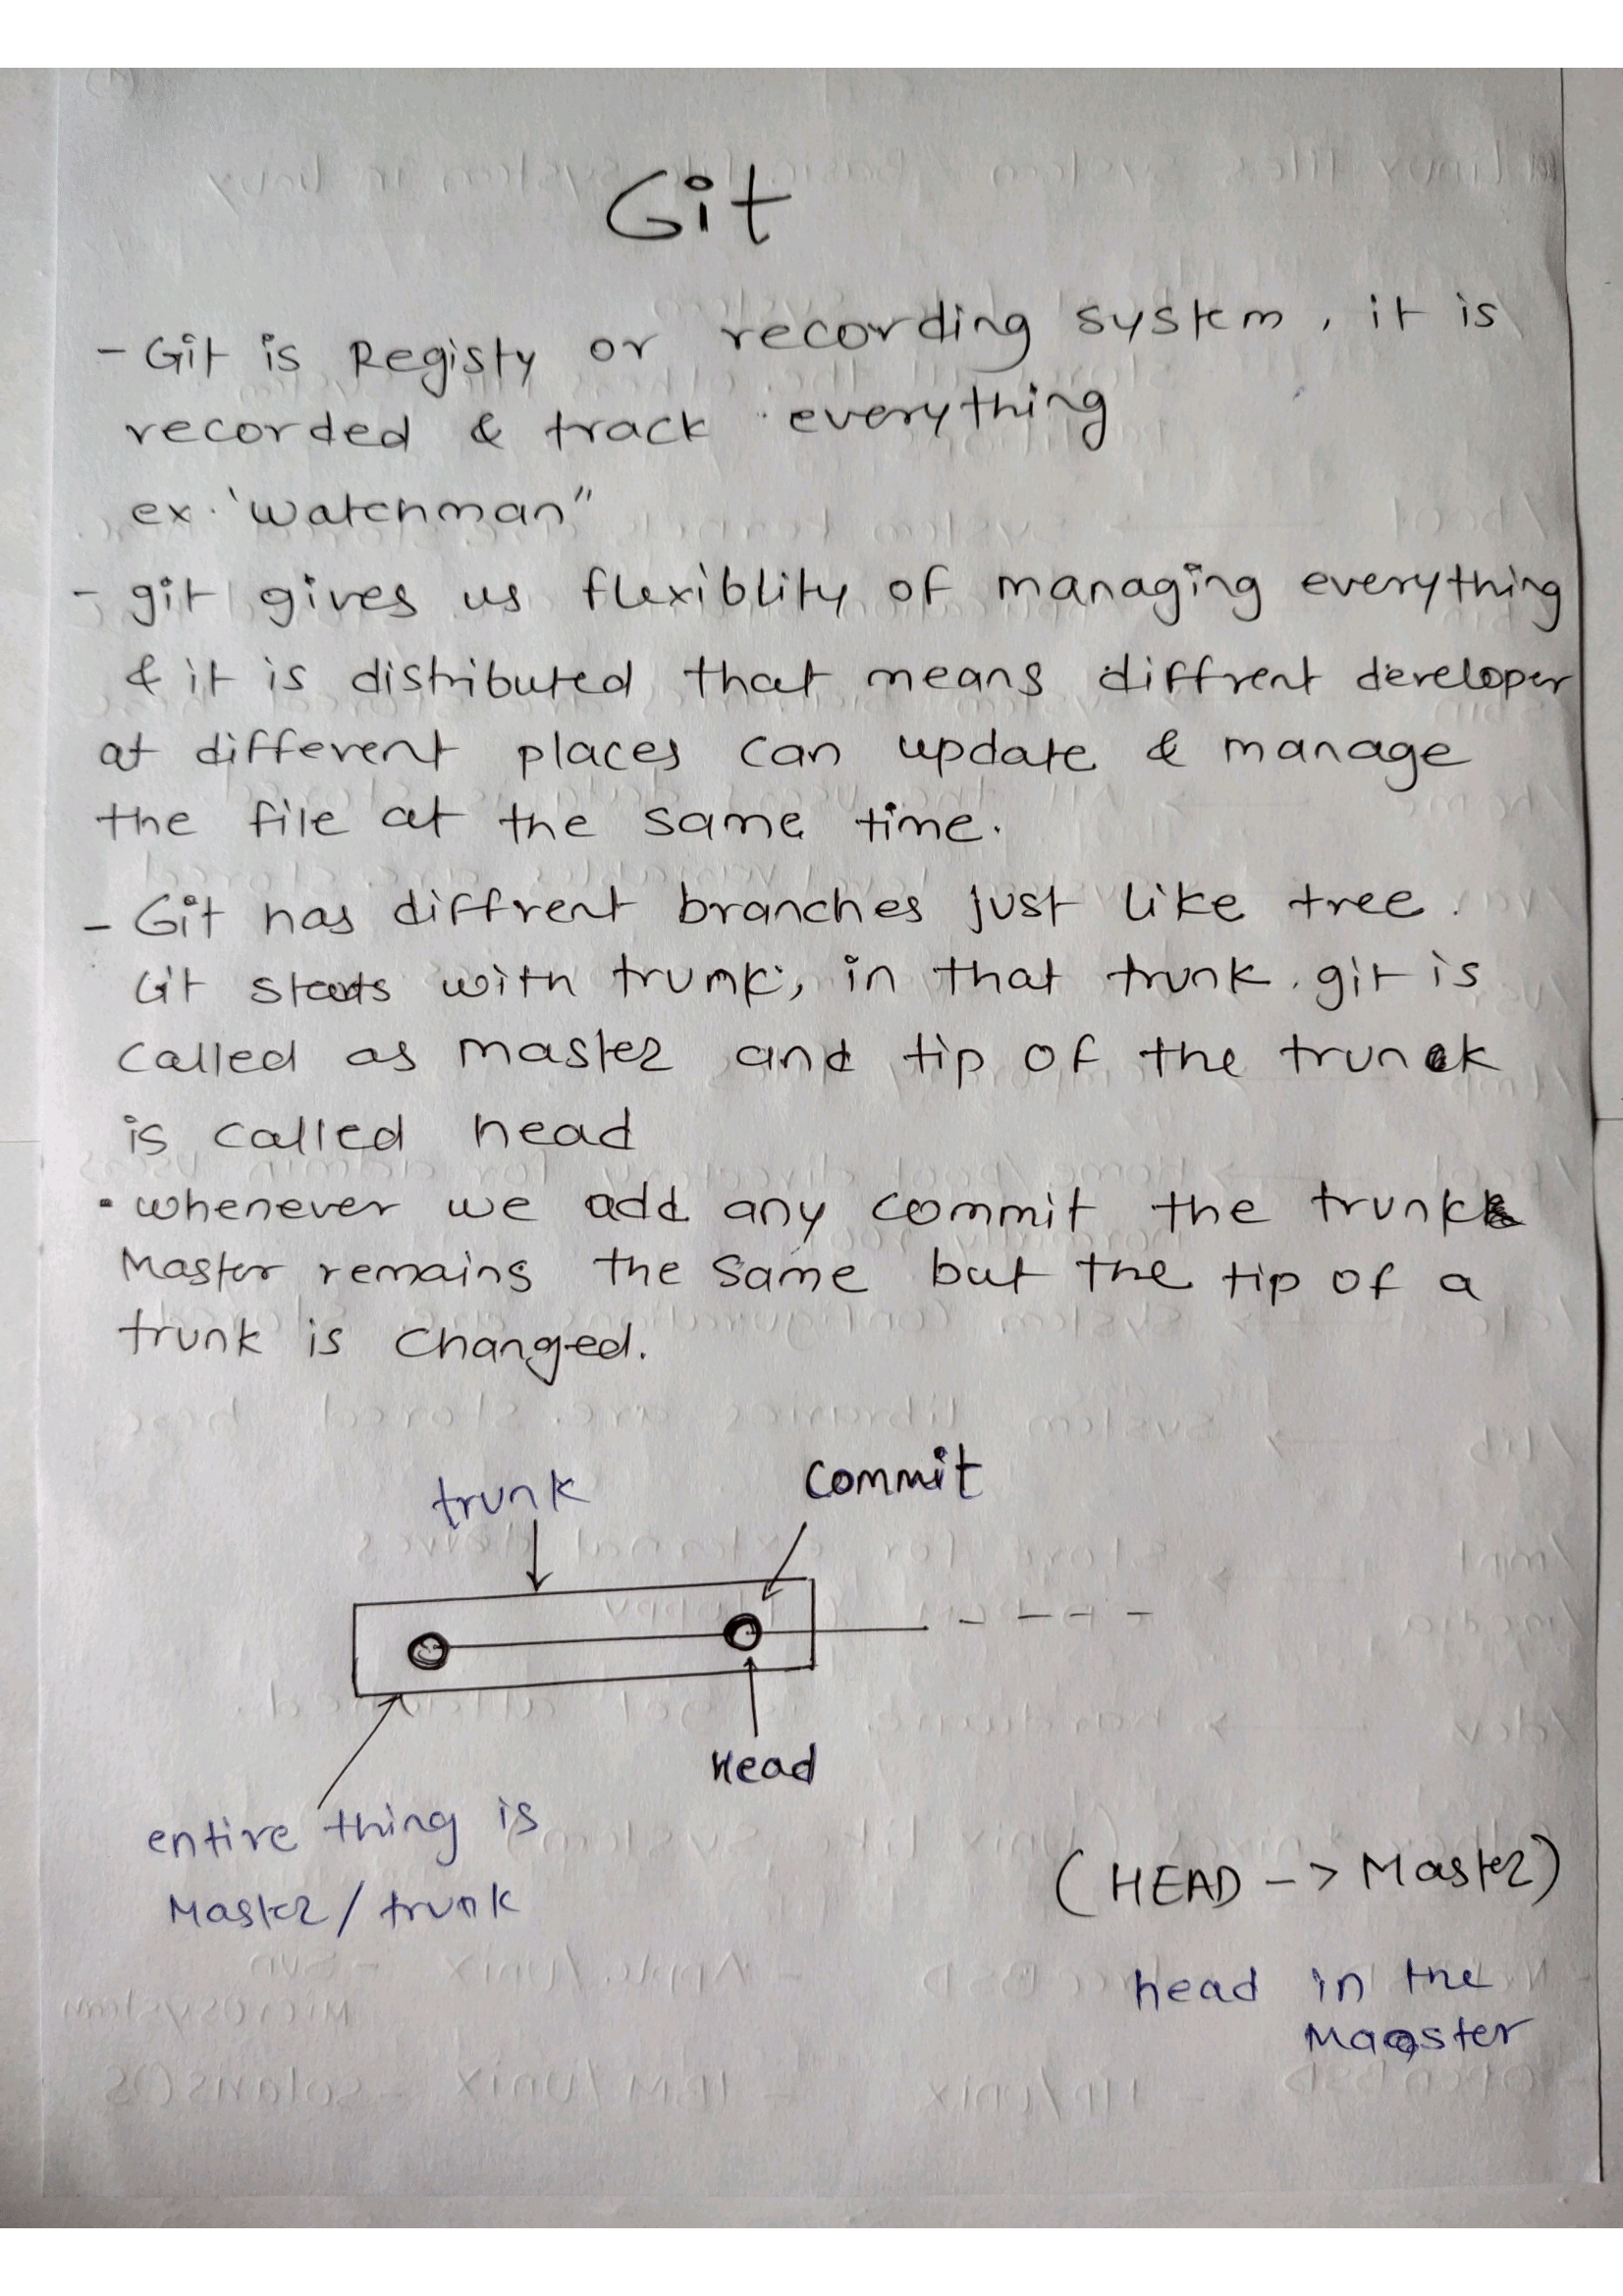 Git
- Git is Registy or recording system, it is
recorded & track everything
ex. 'watchman"
- git gives us flexiblity of managing everything
& it is distributed that means diffrent developer
at different places can update & manage
the file at the same time.
- Git has diffrent branches just like tree.
Git starts with trunk, in that trunk git is
called as master and tip of the trunk
is called head
• whenever we add any commit the trunk
Master remains the same but the tip of a
trunk is changed.
trunk
commit
Head
entire thing is
Master / trunk
(HEAD -> Master)
head in the
Master